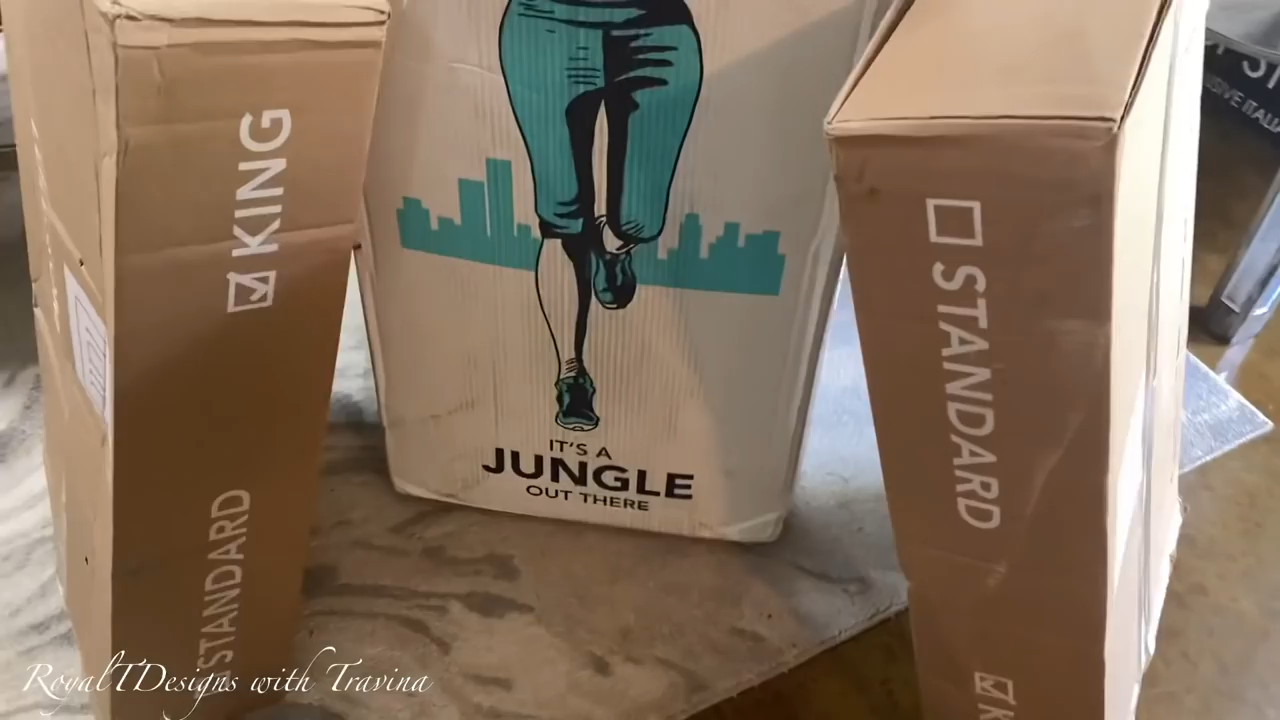 KING
STANDARD
IT'S A
JUNGLE
OUT THERE
STANDARD
K
RoyalTDesigns with Travina